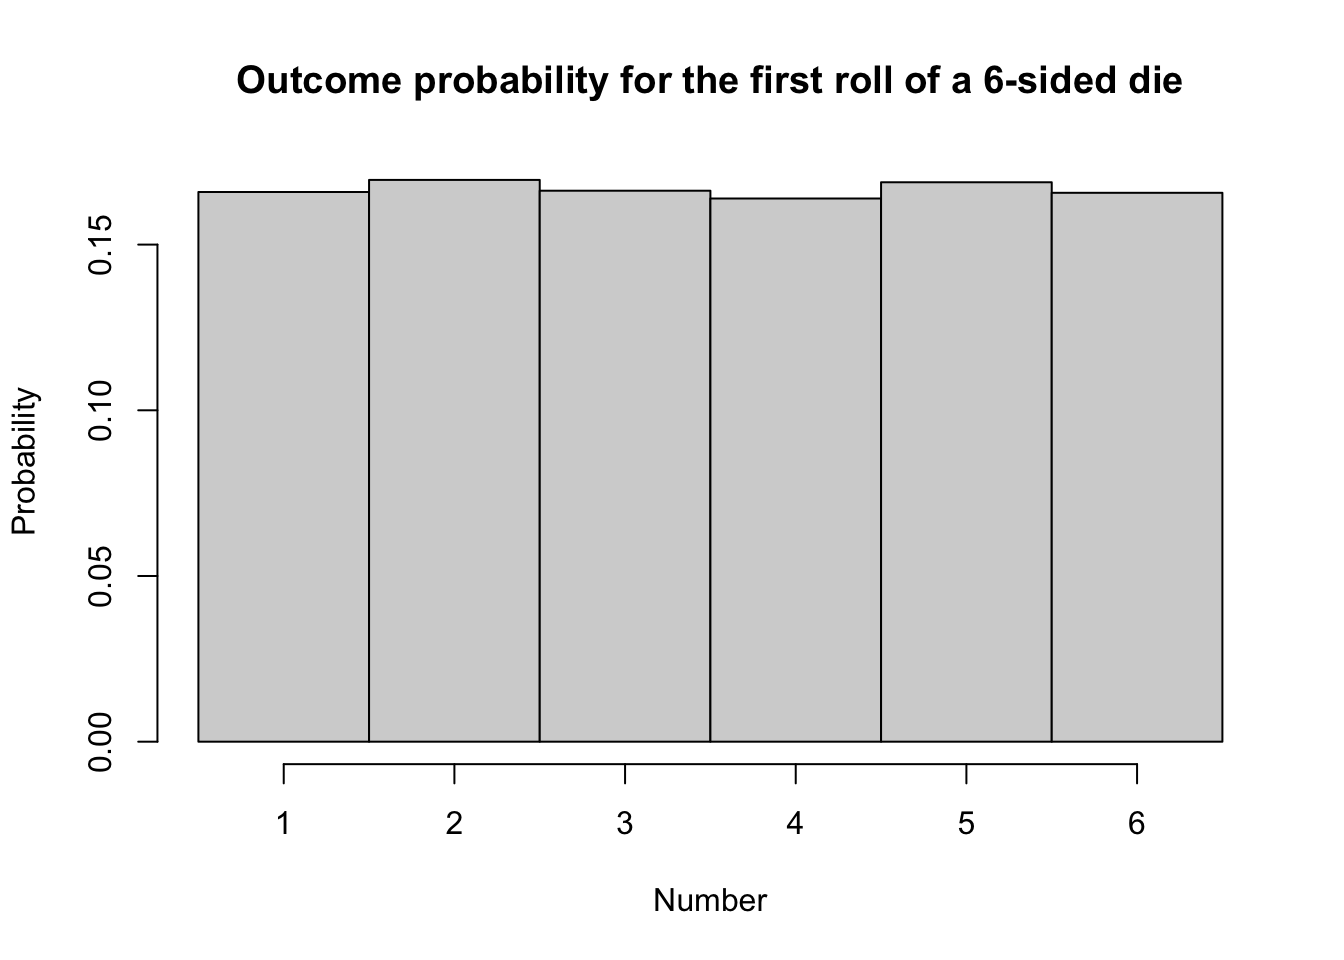 Outcome probability for the first roll of a 6-sided die
0.15
0.10
0.05
0.00
Probability
1 2 3 4 5 6
Number